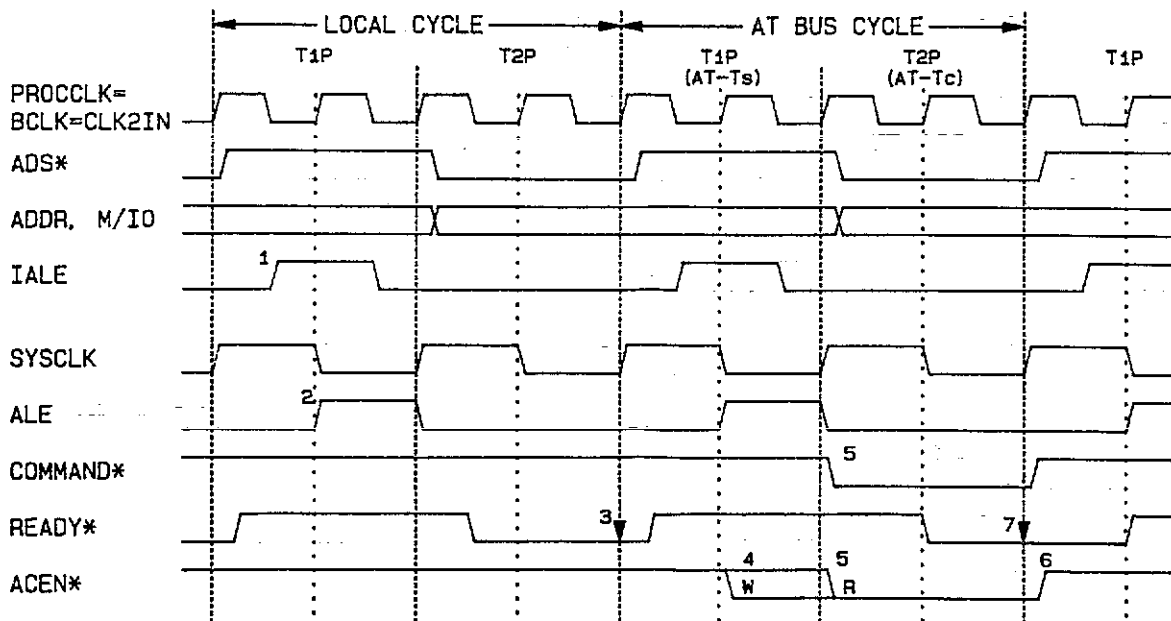 LOCAL CYCLE AT BUS CYCLE
T1P T2P T1P T2P T1P
(AT-Ts) (AT-Tc)
PROCCLK=
BCLK=CLK2IN
ADS*
ADDR, M/IO
IALE 1
SYSCLK
ALE 2
COMMAND* 5
READY* 3 7
ACEN* 4 5 6
W R